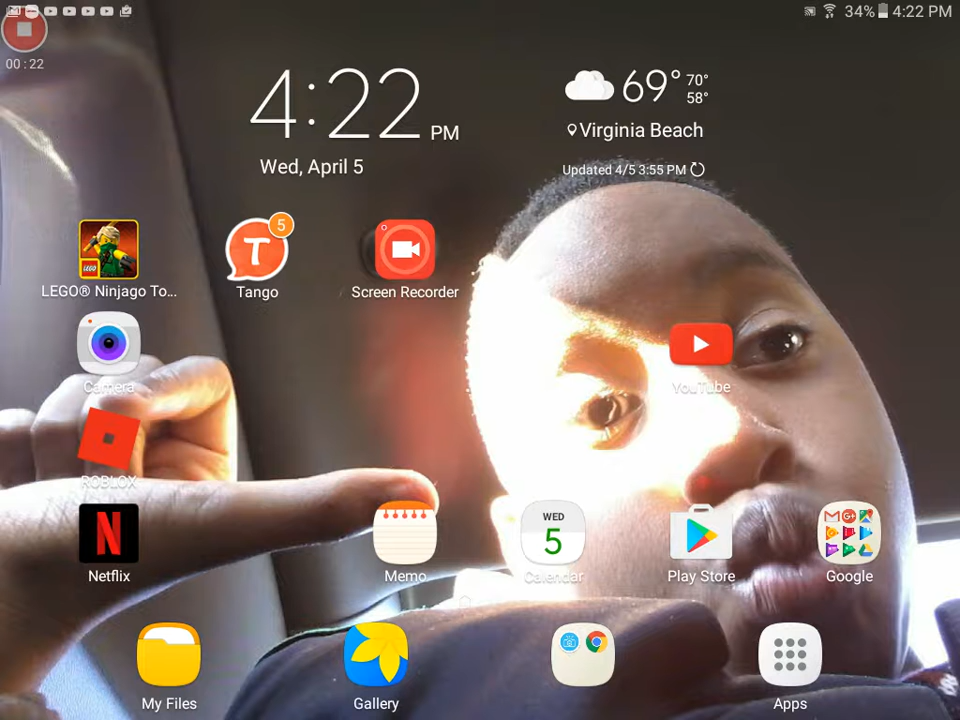 34% 4:22 PM
00:22
4:22 PM
Wed, April 5
69° 70°
58°
Virginia Beach
Updated 4/5 3:55 PM
5
T
LEGO
LEGO® Ninjago To...
Tango
Screen Recorder
Camera
YouTube
ROBLOX
N
WED
5
Netflix
Memo
Calendar
Play Store
Google
My Files
Gallery
Apps